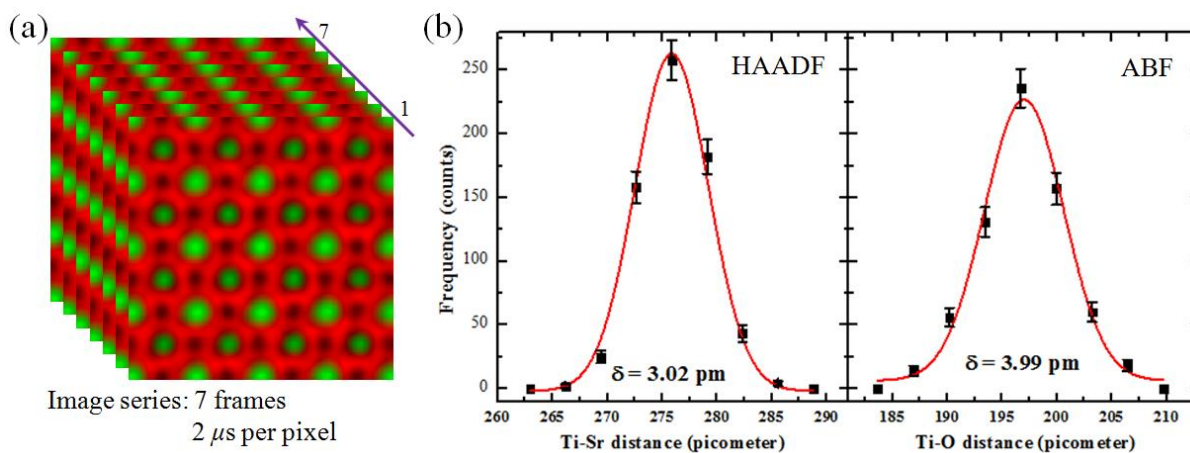 (a)
7
1
Image series: 7 frames
2 μs per pixel
(b)
HAADF
ABF
Frequency (counts)
250
200
150
100
50
0
δ = 3.02 pm
δ = 3.99 pm
260 265 270 275 280 285 290
185 190 195 200 205 210
Ti-Sr distance (picometer)
Ti-O distance (picometer)